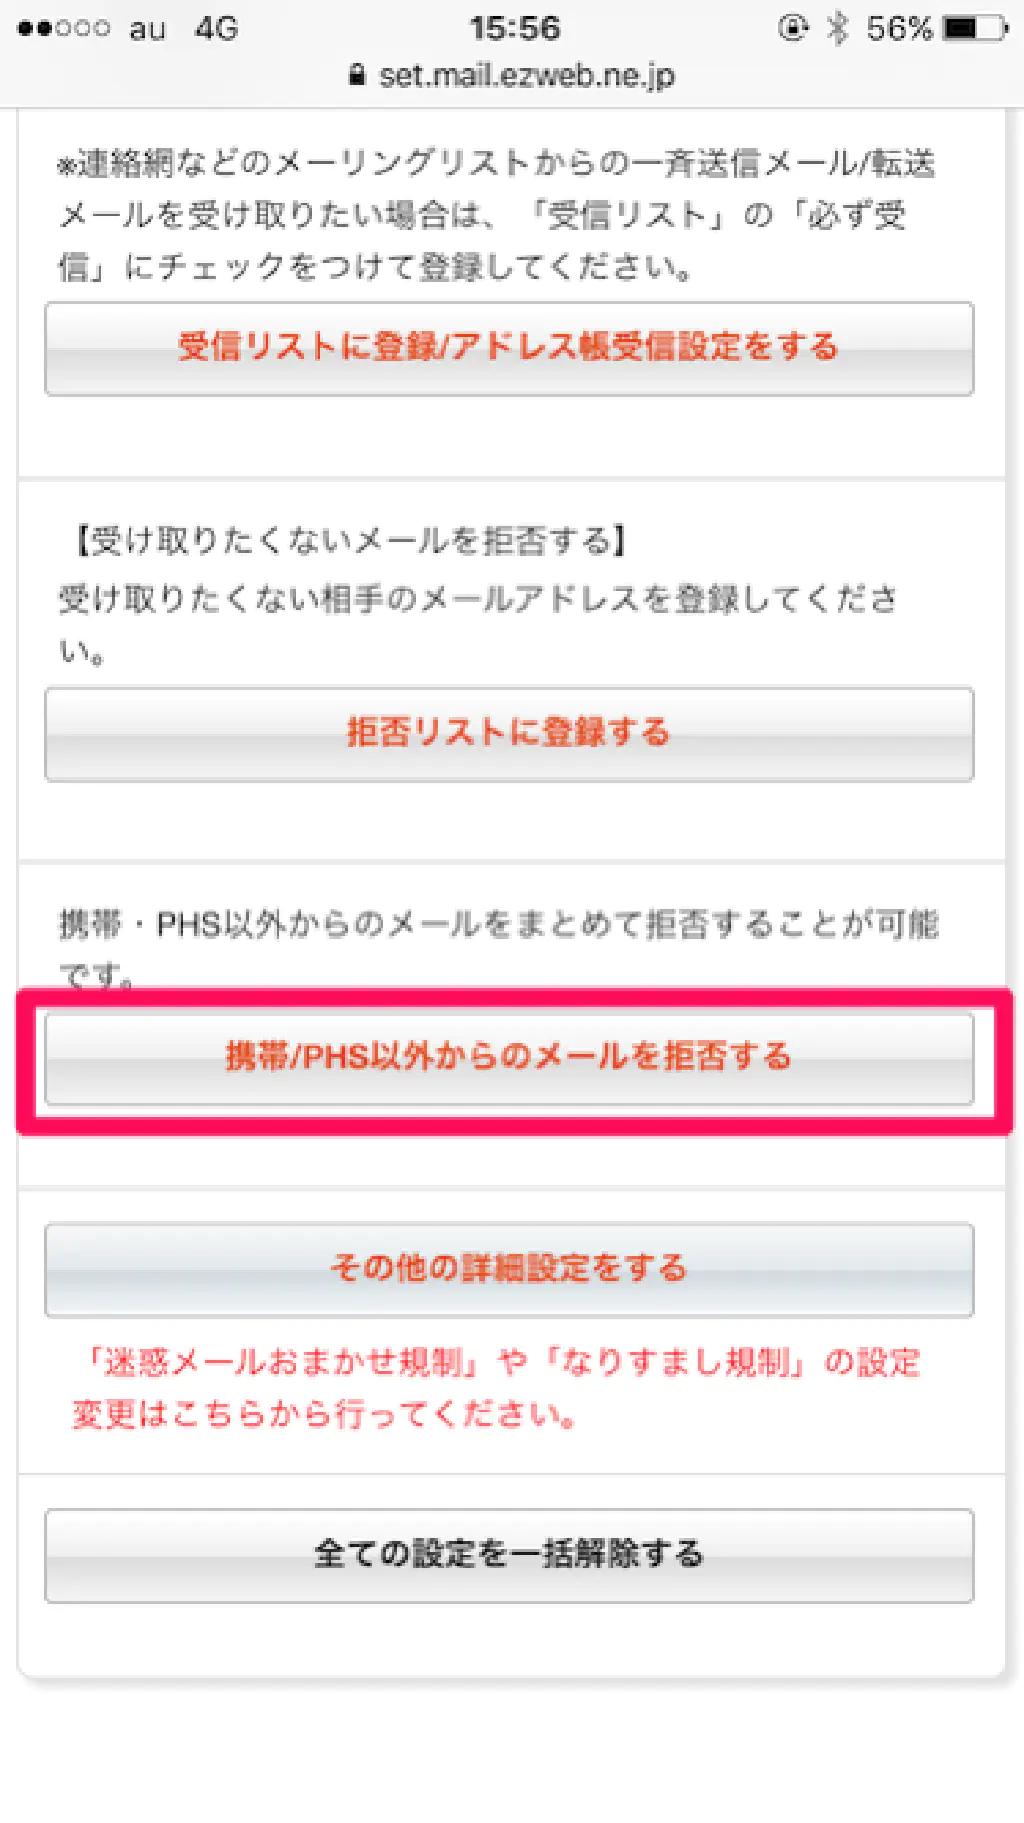 au 4G 15:56 56%
set.mail.ezweb.ne.jp
※連絡網などのメーリングリストからの一斉送信メール/転送
メールを受け取りたい場合は、「受信リスト」の「必ず受
信」にチェックをつけて登録してください。
受信リストに登録/アドレス帳受信設定をする
【受け取りたくないメールを拒否する】
受け取りたくない相手のメールアドレスを登録してくださ
い。
拒否リストに登録する
携帯・PHS以外からのメールをまとめて拒否することが可能
です。
携帯/PHS以外からのメールを拒否する
その他の詳細設定をする
「迷惑メールおまかせ規制」や「なりすまし規制」の設定
変更はこちらから行ってください。
全ての設定を一括解除する